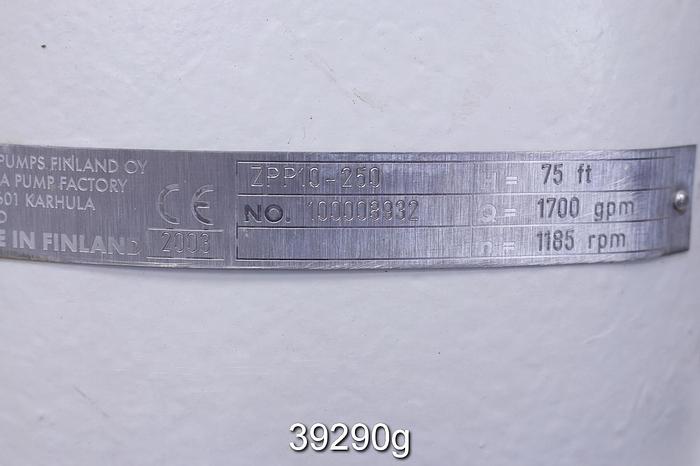 PUMPS FINLAND OY
A PUMP FACTORY
601 KARHULA
E IN FINLAND
CE
2003
ZPP10-250
NO. 100008932
H = 75 ft
Q = 1700 gpm
n = 1185 rpm
39290g